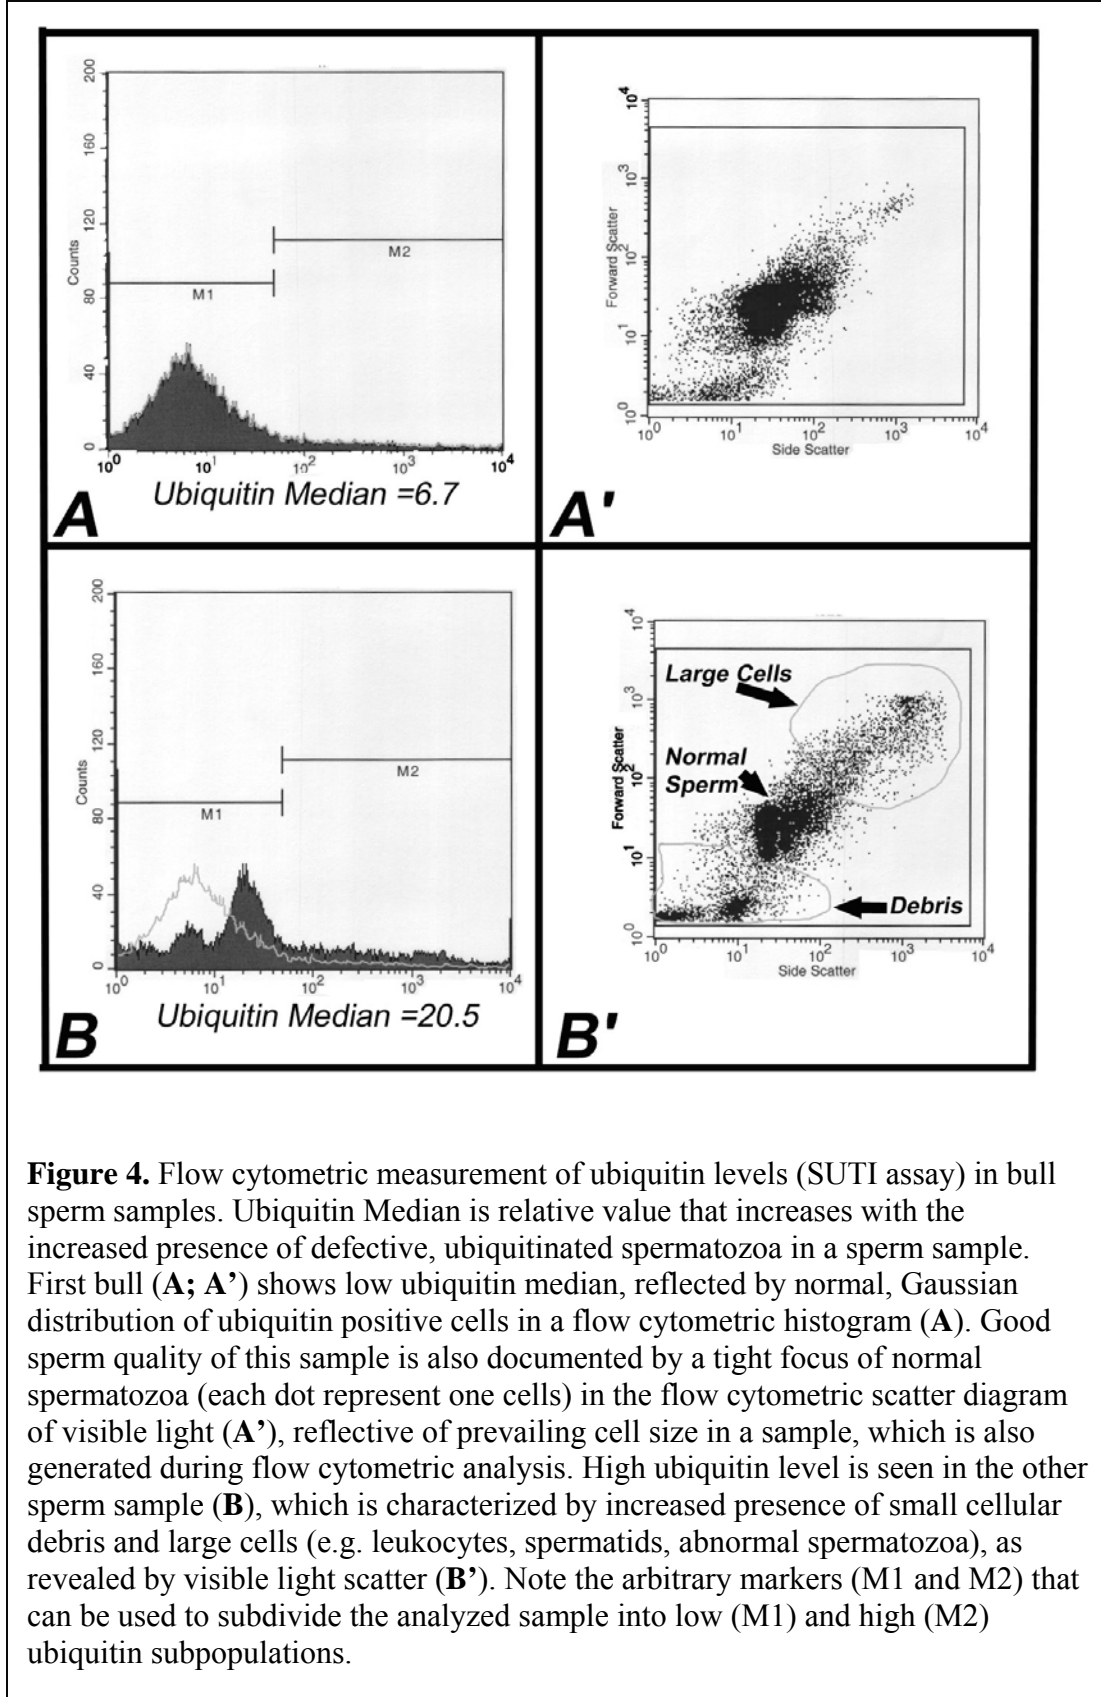 200
160
120
Counts
80
40
0
M2
M1
10^0
10^1
10^2
10^3
10^4
Ubiquitin Median =6.7
A
10^4
10^3
10^2
10^1
10^0
Forward Scatter
10^0
10^1
10^2
10^3
10^4
Side Scatter
A'
200
160
120
Counts
80
40
0
M2
M1
10^0
10^1
10^2
10^3
10^4
Ubiquitin Median =20.5
B
10^4
10^3
10^2
10^1
10^0
Forward Scatter
Large Cells
Normal
Sperm
Debris
10^0
10^1
10^2
10^3
10^4
Side Scatter
B'
Figure 4. Flow cytometric measurement of ubiquitin levels (SUTI assay) in bull
sperm samples. Ubiquitin Median is relative value that increases with the
increased presence of defective, ubiquitinated spermatozoa in a sperm sample.
First bull (A; A’) shows low ubiquitin median, reflected by normal, Gaussian
distribution of ubiquitin positive cells in a flow cytometric histogram (A). Good
sperm quality of this sample is also documented by a tight focus of normal
spermatozoa (each dot represent one cells) in the flow cytometric scatter diagram
of visible light (A’), reflective of prevailing cell size in a sample, which is also
generated during flow cytometric analysis. High ubiquitin level is seen in the other
sperm sample (B), which is characterized by increased presence of small cellular
debris and large cells (e.g. leukocytes, spermatids, abnormal spermatozoa), as
revealed by visible light scatter (B’). Note the arbitrary markers (M1 and M2) that
can be used to subdivide the analyzed sample into low (M1) and high (M2)
ubiquitin subpopulations.